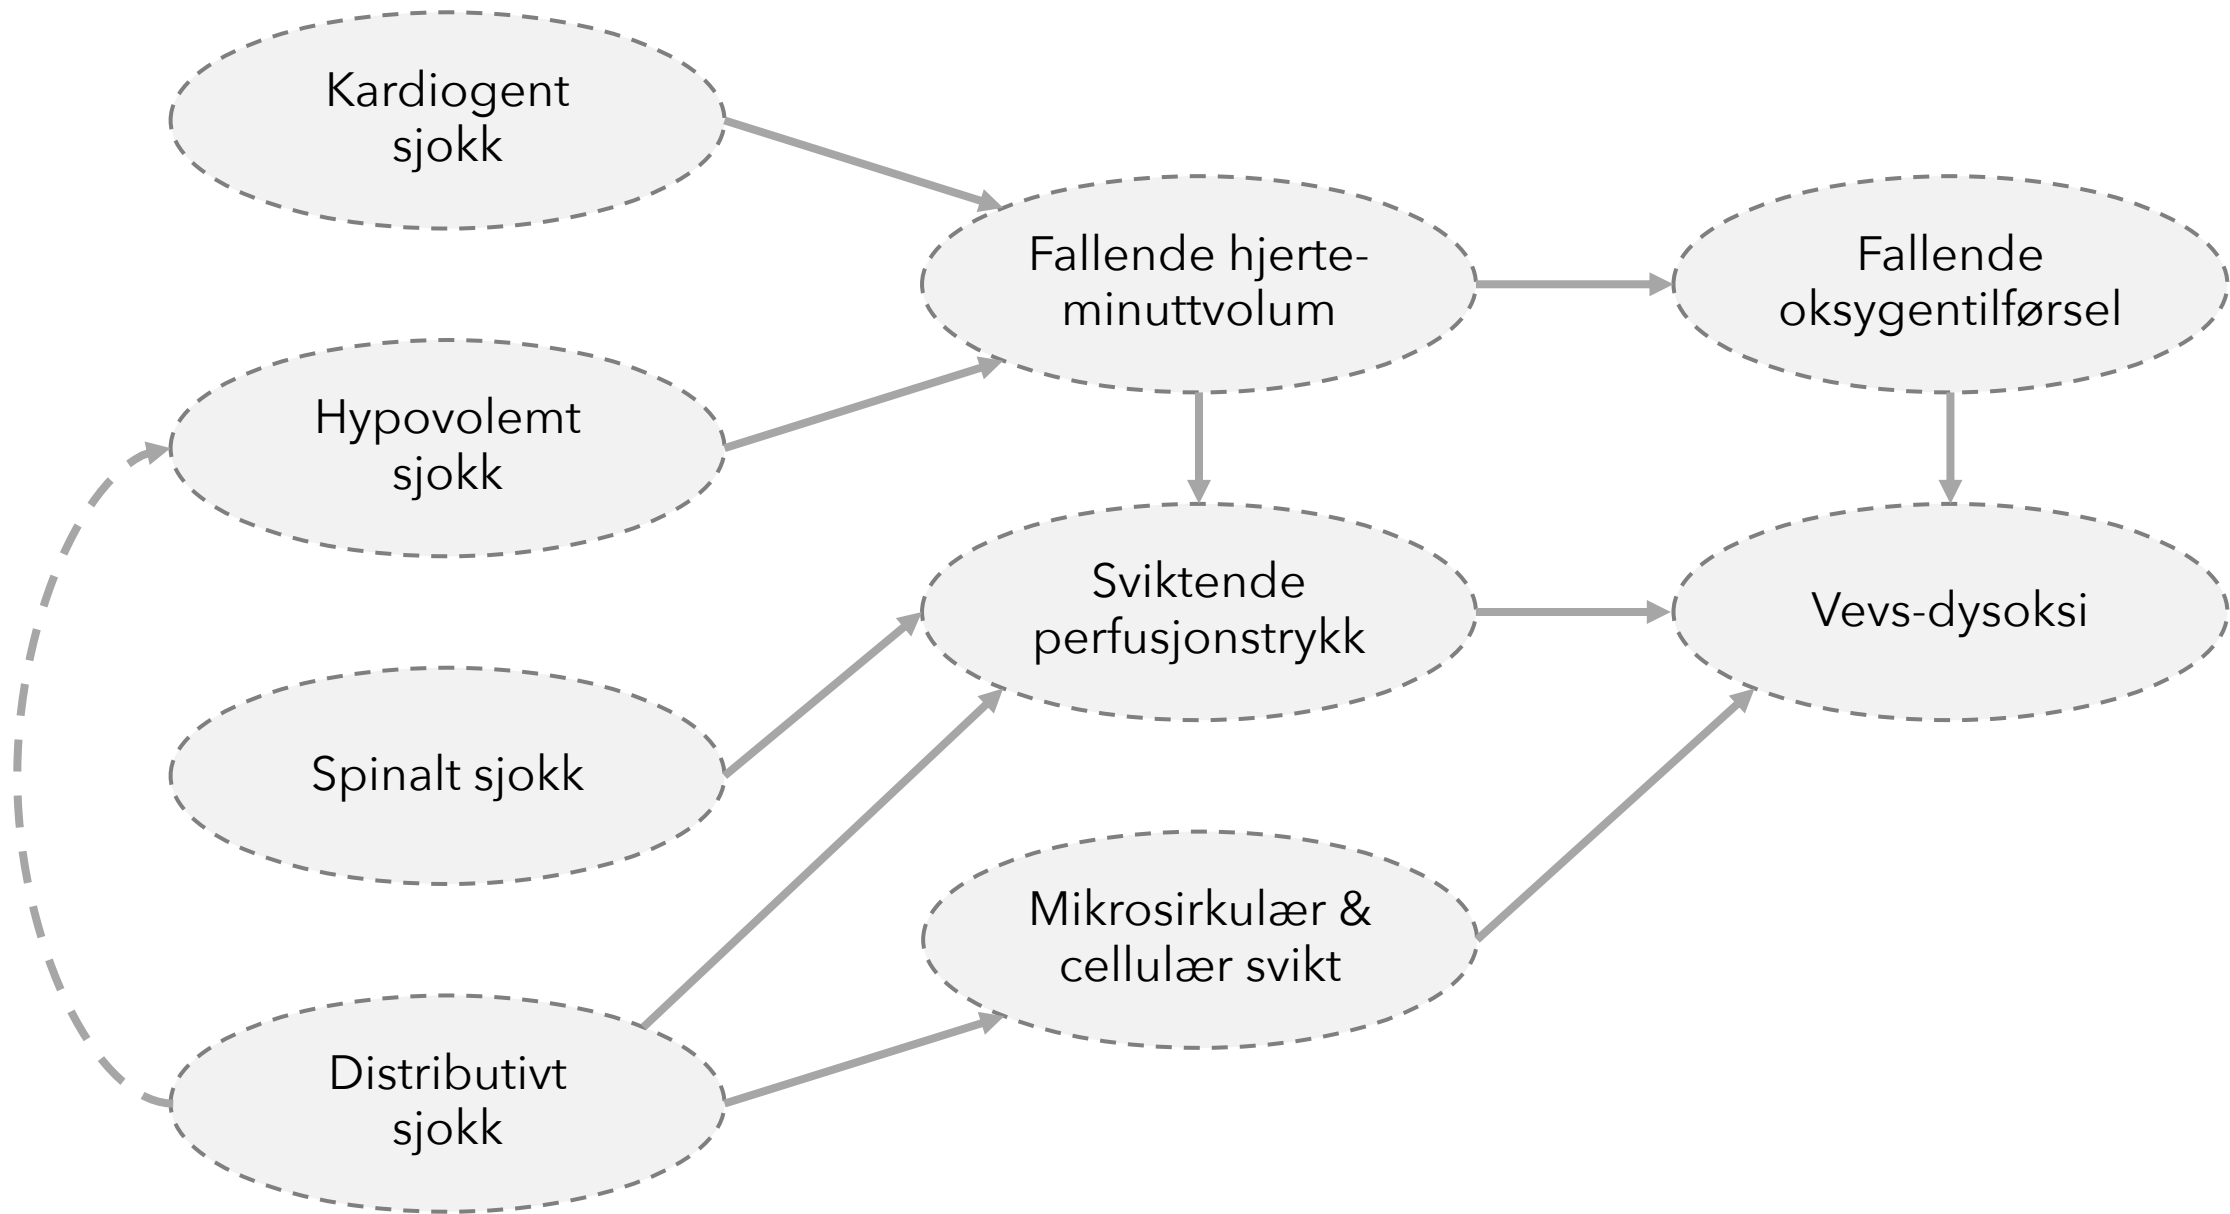 Kardiogent
sjokk
Fallende hjerte-
minuttvolum
Fallende
oksygentilførsel
Hypovolemt
sjokk
Sviktende
perfusjonstrykk
Vevs-dysoksi
Spinalt sjokk
Mikrosirkulær &
cellulær svikt
Distributivt
sjokk